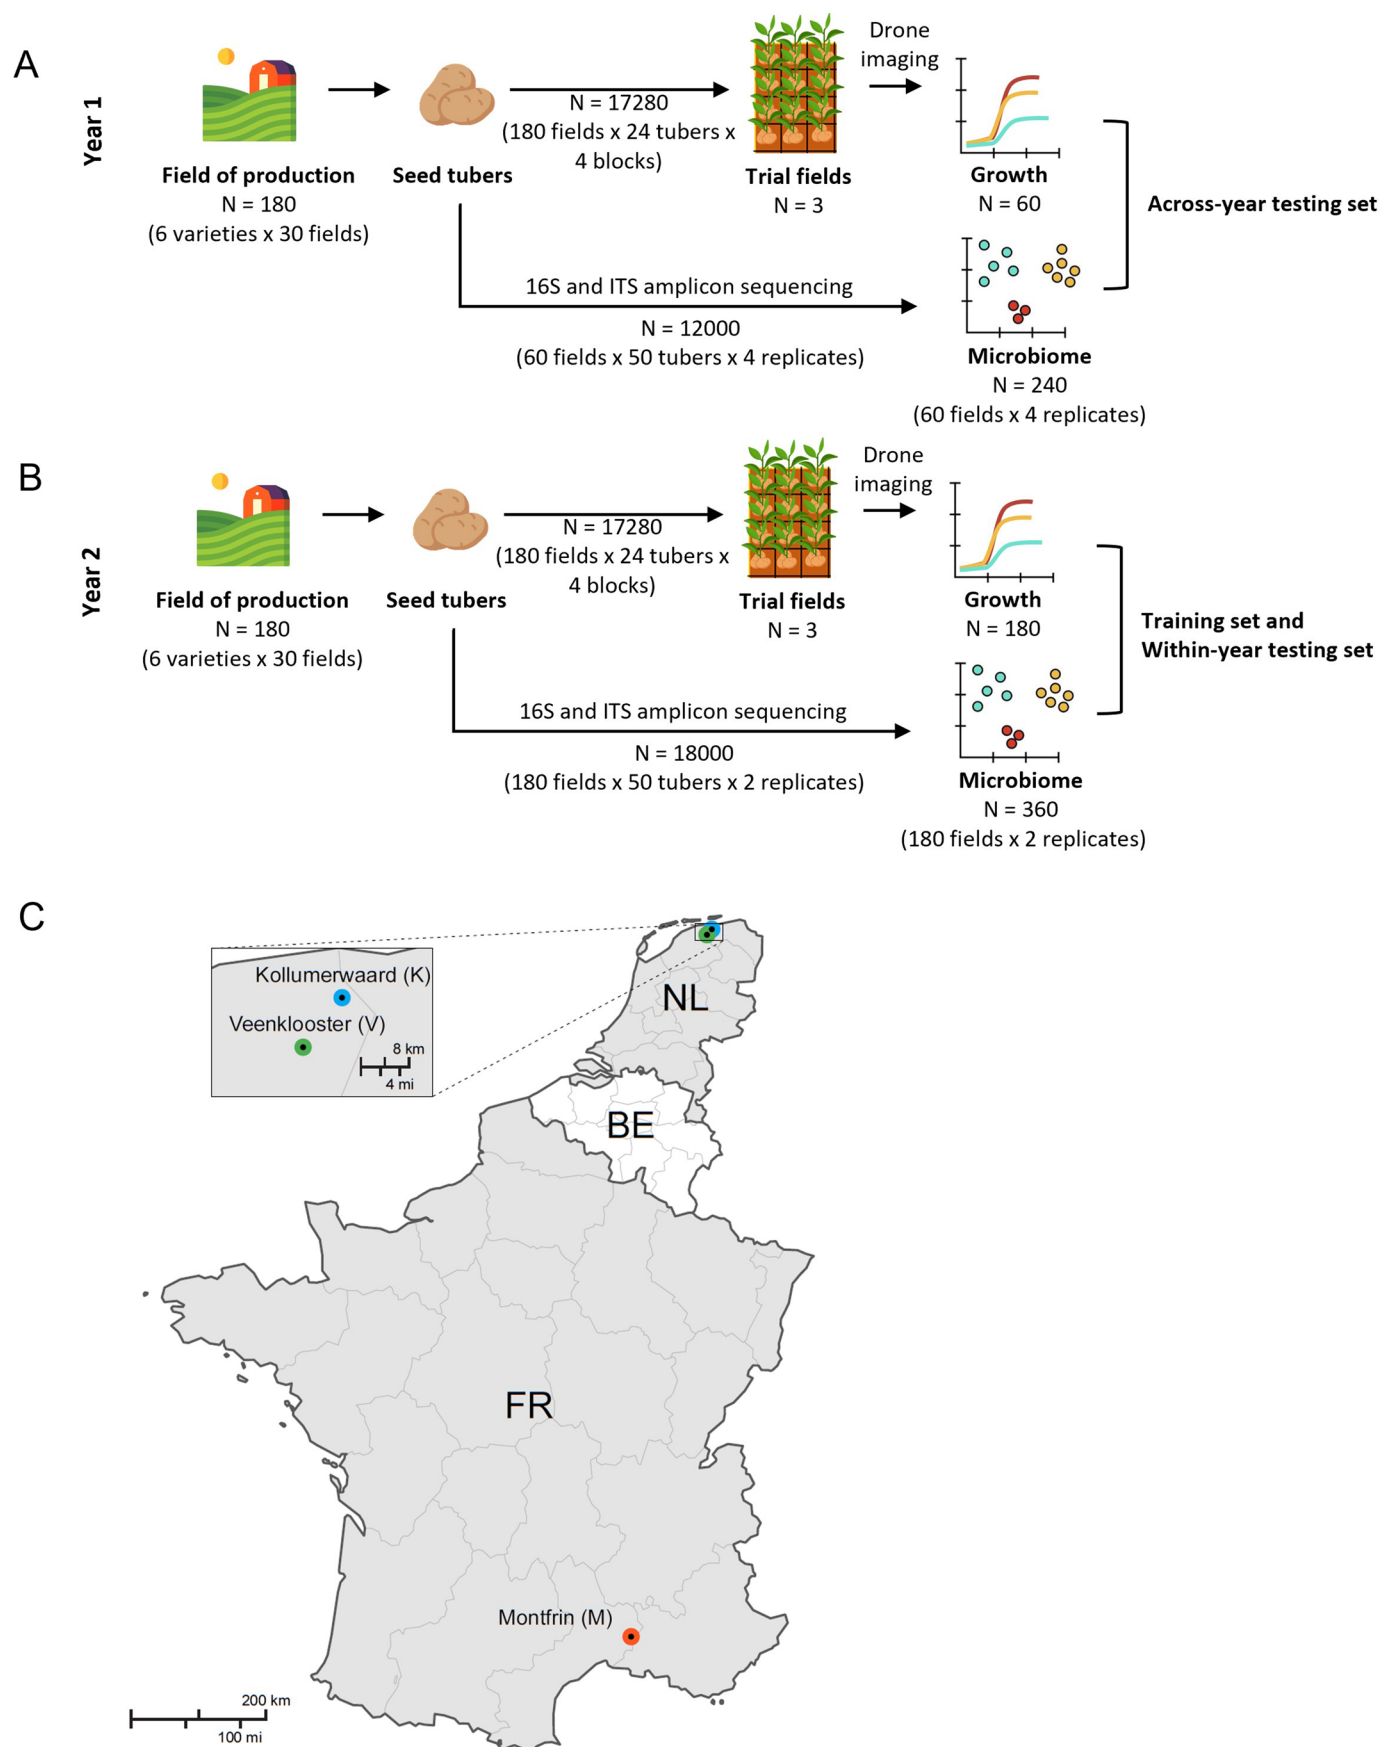 A
Year 1
Field of production
N = 180
(6 varieties x 30 fields)
Seed tubers
N = 17280
(180 fields x 24 tubers x
4 blocks)
Trial fields
N = 3
Drone
imaging
Growth
N = 60
Across-year testing set
16S and ITS amplicon sequencing
N = 12000
(60 fields x 50 tubers x 4 replicates)
Microbiome
N = 240
(60 fields x 4 replicates)
B
Year 2
Field of production
N = 180
(6 varieties x 30 fields)
Seed tubers
N = 17280
(180 fields x 24 tubers x
4 blocks)
Trial fields
N = 3
Drone
imaging
Growth
N = 180
Training set and
Within-year testing set
16S and ITS amplicon sequencing
N = 18000
(180 fields x 50 tubers x 2 replicates)
Microbiome
N = 360
(180 fields x 2 replicates)
C
Kollumerwaard (K)
Veenklooster (V)
8 km
4 mi
NL
BE
FR
Montfrin (M)
200 km
100 mi